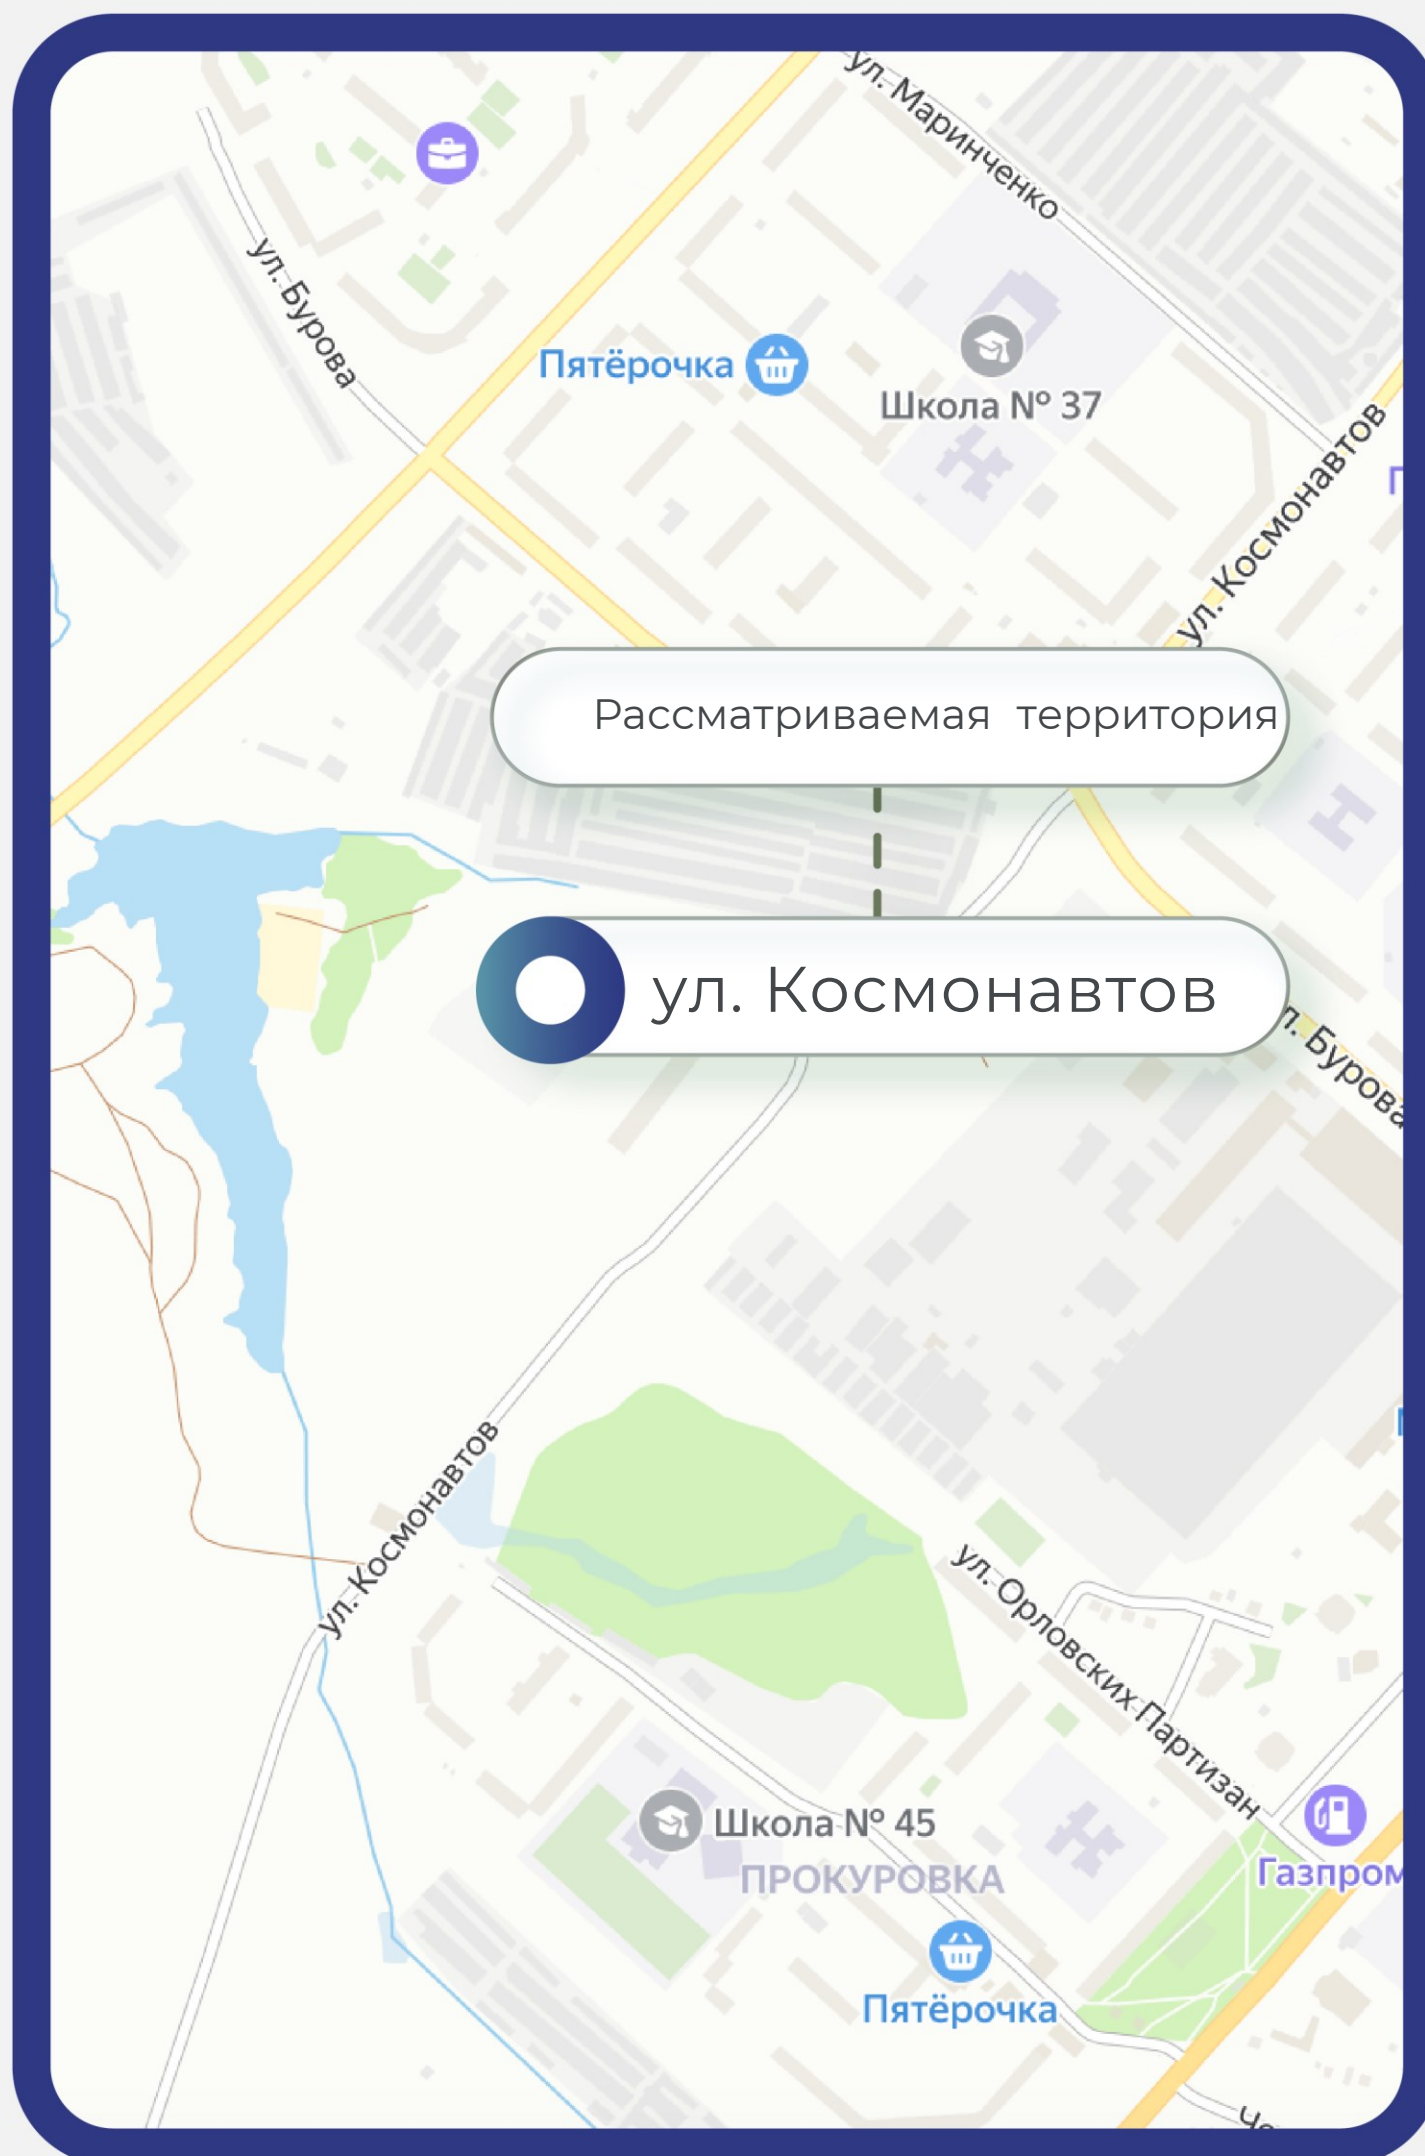 ул. Маринченко
ул. Бурова
Пятёрочка
Школа № 37
ул. Космонавтов
Рассматриваемая территория
ул. Космонавтов
ул. Бурова
ул. Космонавтов
ул. Орловских Партизан
Школа № 45
ПРОКУРОВКА
Газпром
Пятёрочка